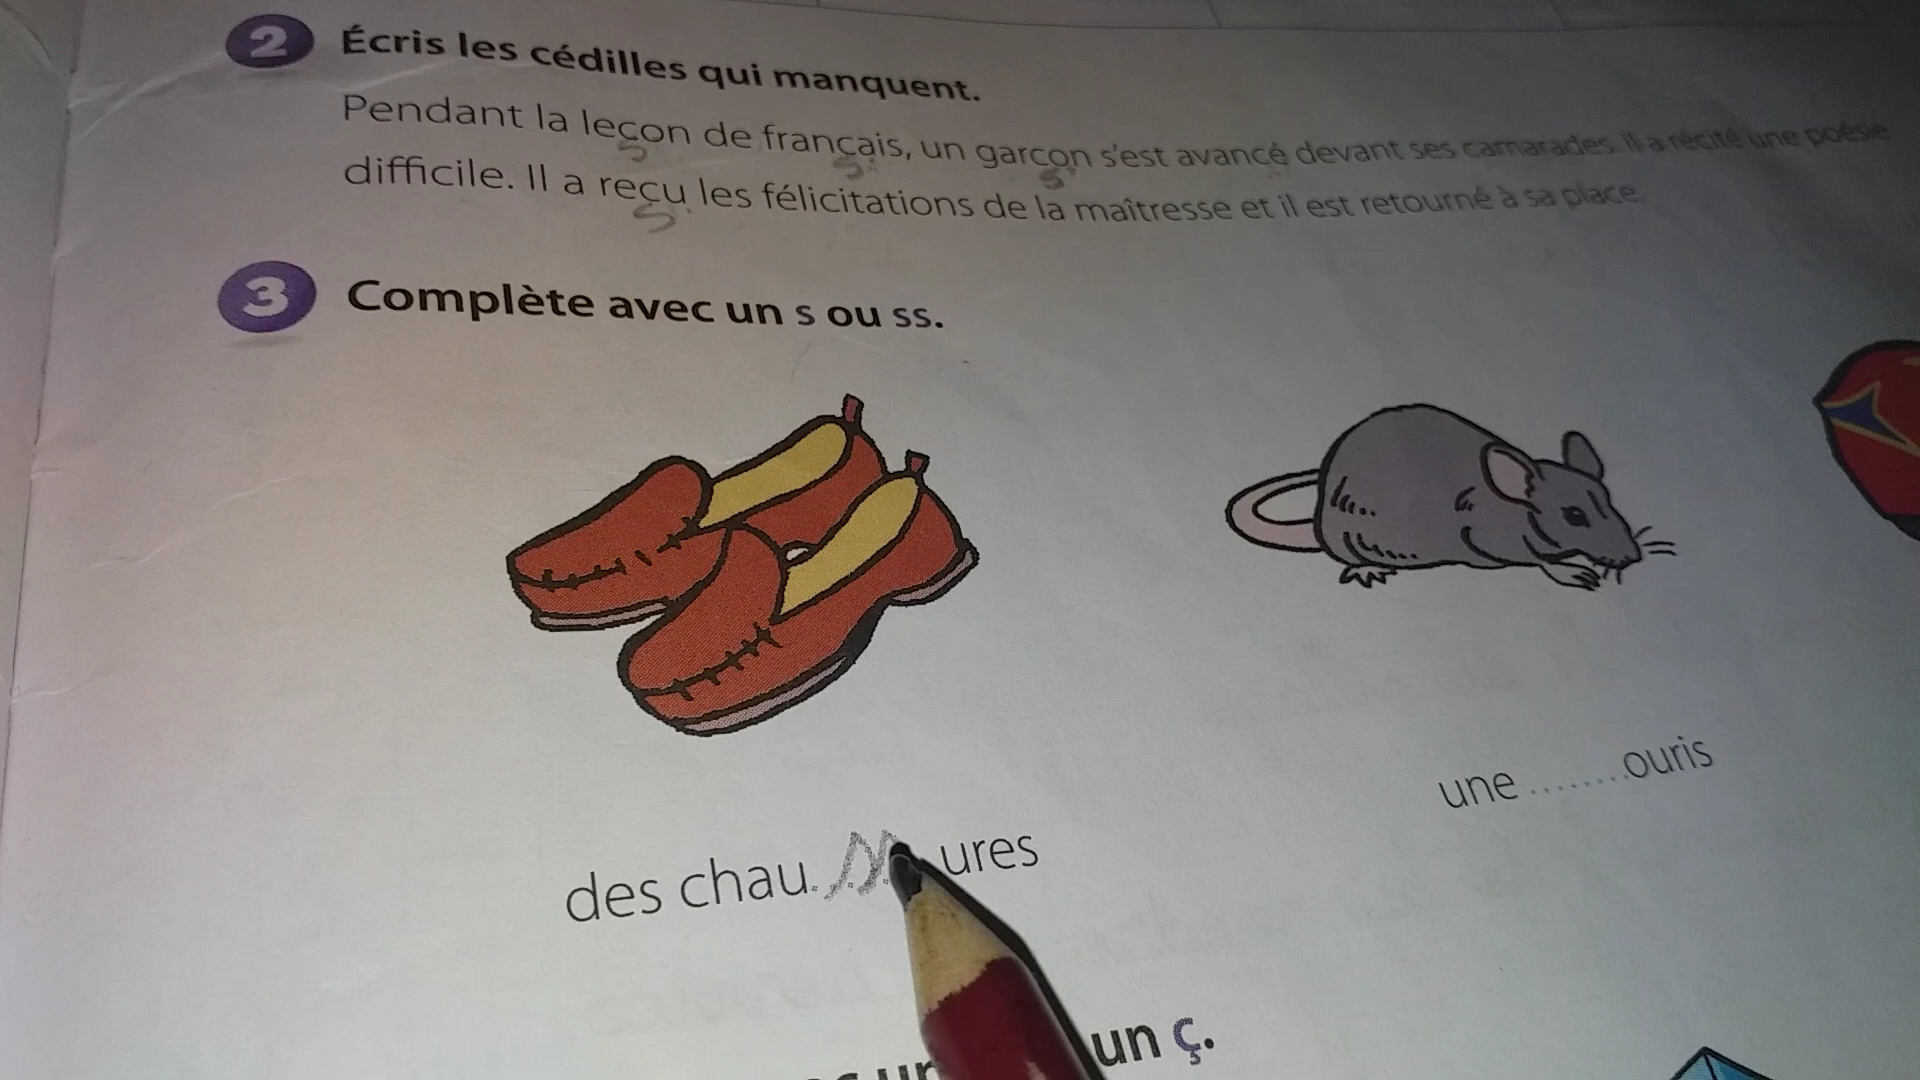 2 Écris les cédilles qui manquent.
Pendant la leçon de français, un garçon s'est avancé devant ses camarades. Il a récité une poésie
difficile. Il a reçu les félicitations de la maîtresse et il est retourné à sa place.
3 Complète avec un s ou ss.
une ........ouris
des chau. ss ures
un ç.